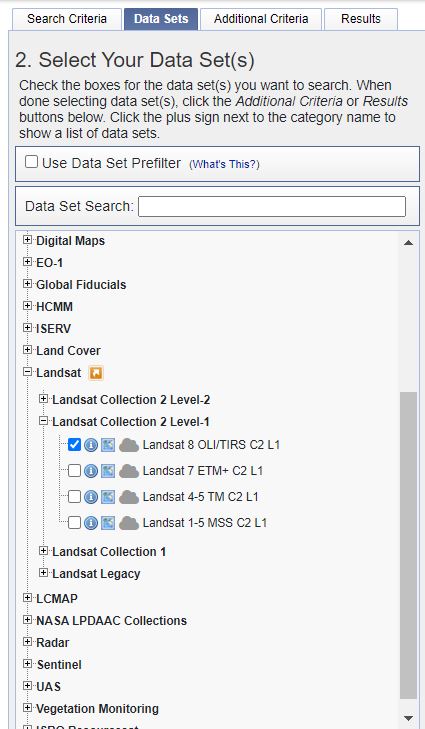 Search Criteria
Data Sets
Additional Criteria
Results
2. Select Your Data Set(s)
Check the boxes for the data set(s) you want to search. When
done selecting data set(s), click the Additional Criteria or Results
buttons below. Click the plus sign next to the category name to
show a list of data sets.
Use Data Set Prefilter (What's This?)
Data Set Search:
Digital Maps
EO-1
Global Fiducials
HCMM
ISERV
Land Cover
Landsat
Landsat Collection 2 Level-2
Landsat Collection 2 Level-1
Landsat 8 OLI/TIRS C2 L1
Landsat 7 ETM+ C2 L1
Landsat 4-5 TM C2 L1
Landsat 1-5 MSS C2 L1
Landsat Collection 1
Landsat Legacy
LCMAP
NASA LPDAAC Collections
Radar
Sentinel
UAS
Vegetation Monitoring